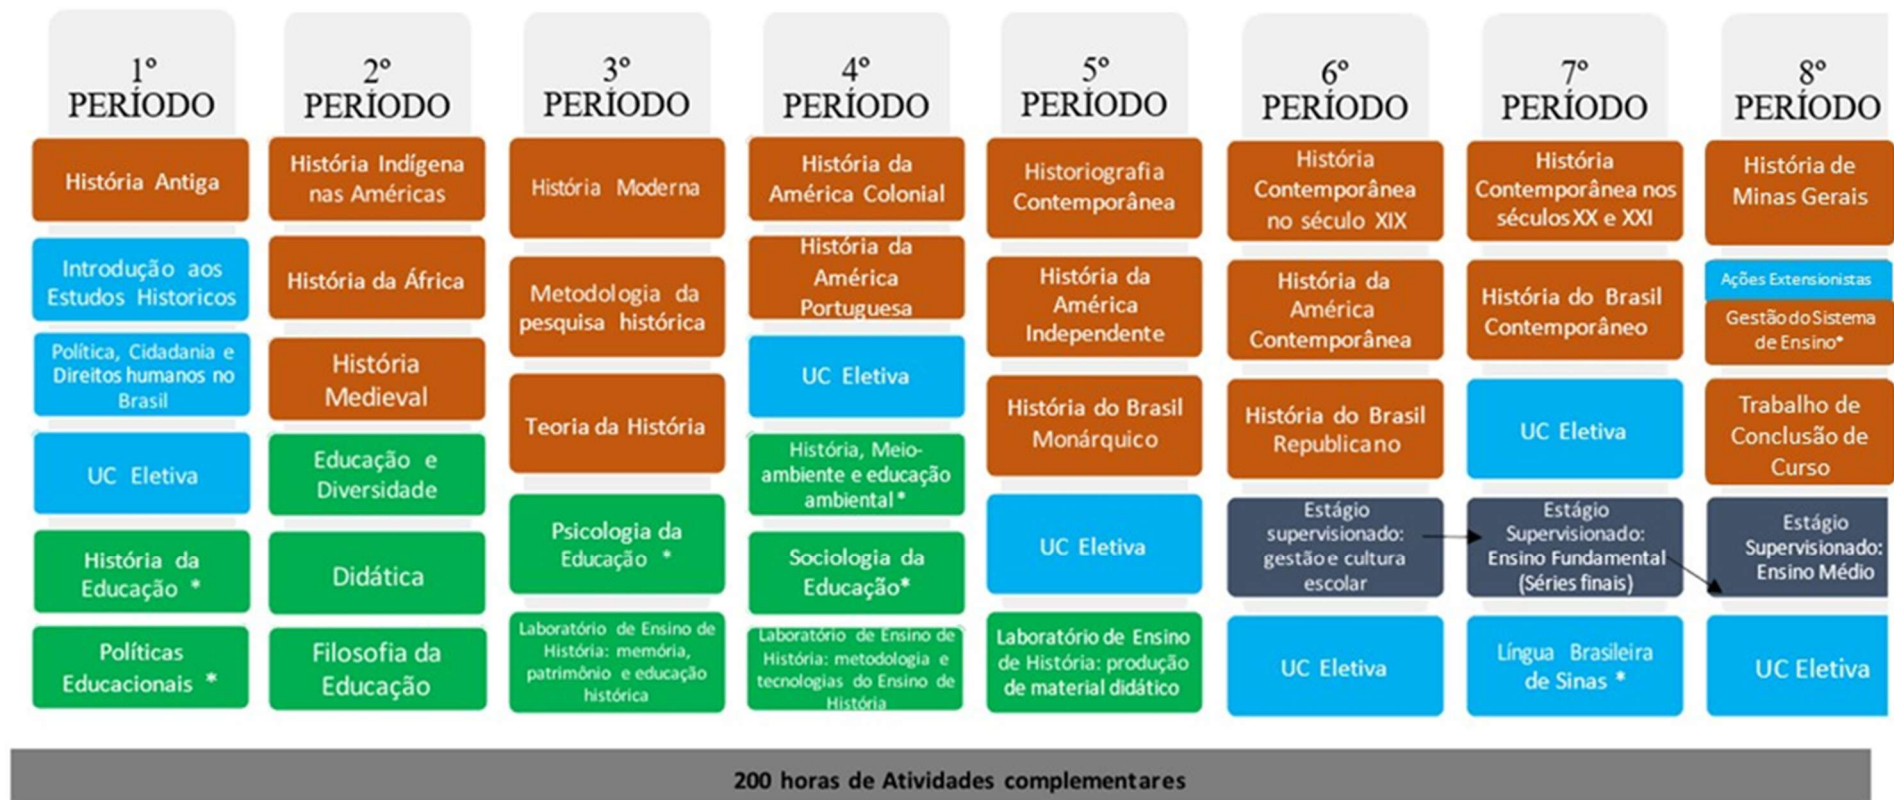 1º
PERÍODO
História Antiga
Introdução aos
Estudos Historicos
Política, Cidadania e
Direitos humanos no
Brasil
UC Eletiva
História da
Educação *
Políticas
Educacionais *
2º
PERÍODO
História Indígena
nas Américas
História da África
História
Medieval
Educação e
Diversidade
Didática
Filosofia da
Educação
3º
PERÍODO
História Moderna
Metodologia da
pesquisa histórica
Teoria da História
Psicologia da
Educação *
Laboratório de Ensino de
História: memória,
patrimônio e educação
histórica
4º
PERÍODO
História da
América Colonial
História da
América
Portuguesa
UC Eletiva
História, Meio-
ambiente e educação
ambiental *
Sociologia da
Educação*
Laboratório de Ensino de
História: metodologia e
tecnologias do Ensino de
História
5º
PERÍODO
Historiografia
Contemporânea
História da
América
Independente
História do Brasil
Monárquico
UC Eletiva
Laboratório de Ensino
de História: produção
de material didático
6º
PERÍODO
História
Contemporânea
no século XIX
História da
América
Contemporânea
História do Brasil
Republicano
Estágio
supervisionado:
gestão e cultura
escolar
UC Eletiva
7º
PERÍODO
História
Contemporânea nos
séculos XX e XXI
História do Brasil
Contemporâneo
UC Eletiva
Estágio
Supervisionado:
Ensino Fundamental
(Séries finais)
Língua Brasileira
de Sinas *
8º
PERÍODO
História de
Minas Gerais
Ações Extensionistas
Gestão do Sistema
de Ensino*
Trabalho de
Conclusão de
Curso
Estágio
Supervisionado:
Ensino Médio
UC Eletiva
200 horas de Atividades complementares